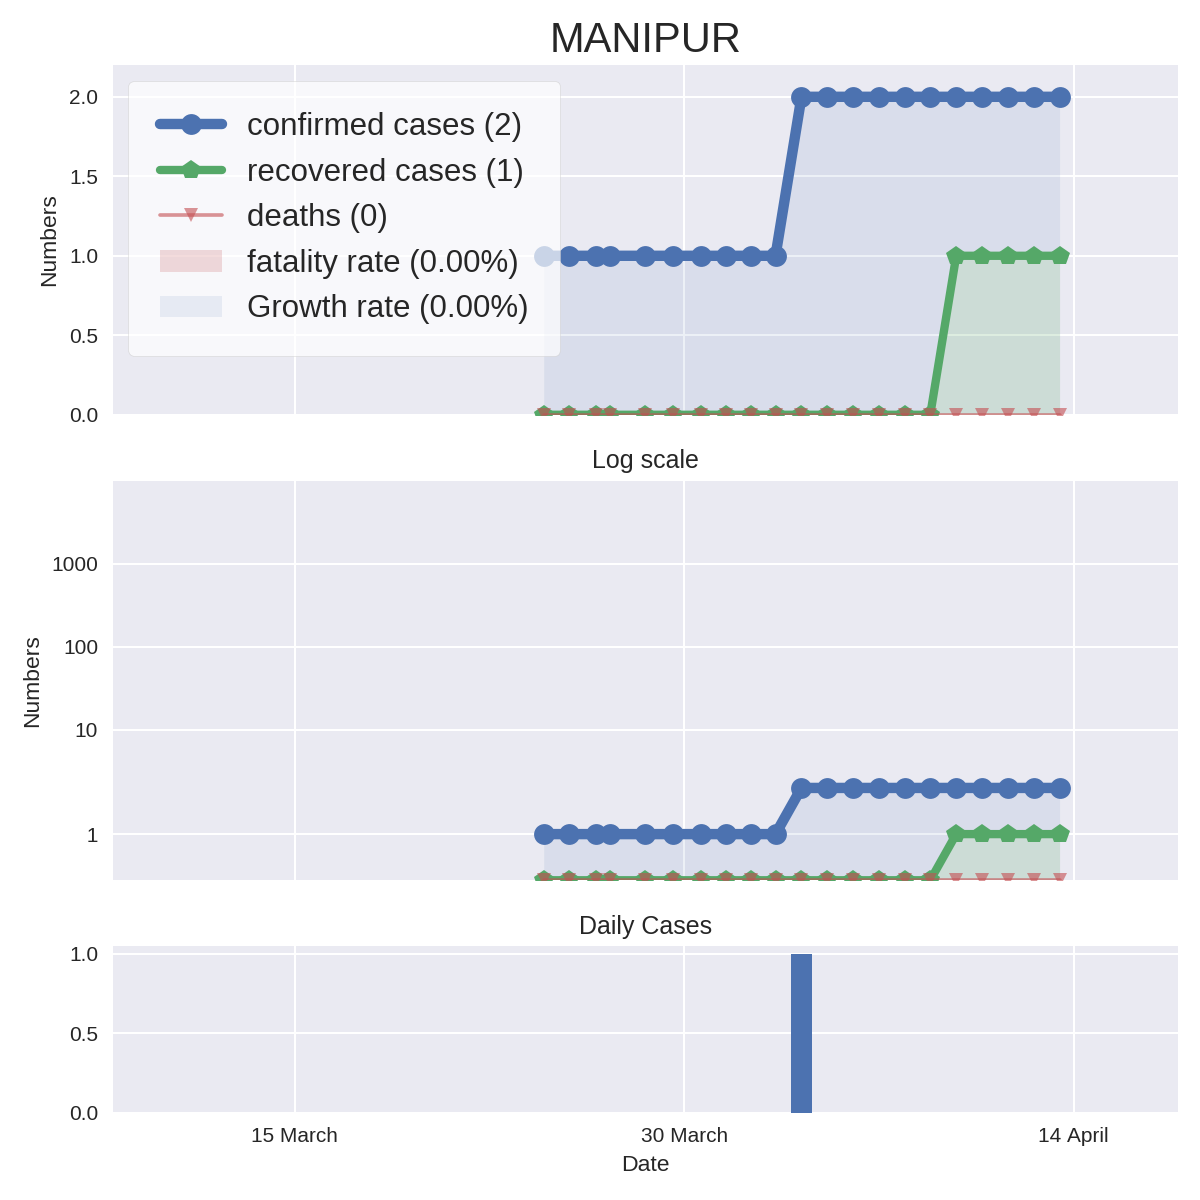 MANIPUR
2.0
1.5
1.0
0.5
0.0
Numbers
confirmed cases (2)
recovered cases (1)
deaths (0)
fatality rate (0.00%)
Growth rate (0.00%)
Log scale
1000
100
10
1
Numbers
Daily Cases
1.0
0.5
0.0
15 March
30 March
14 April
Date